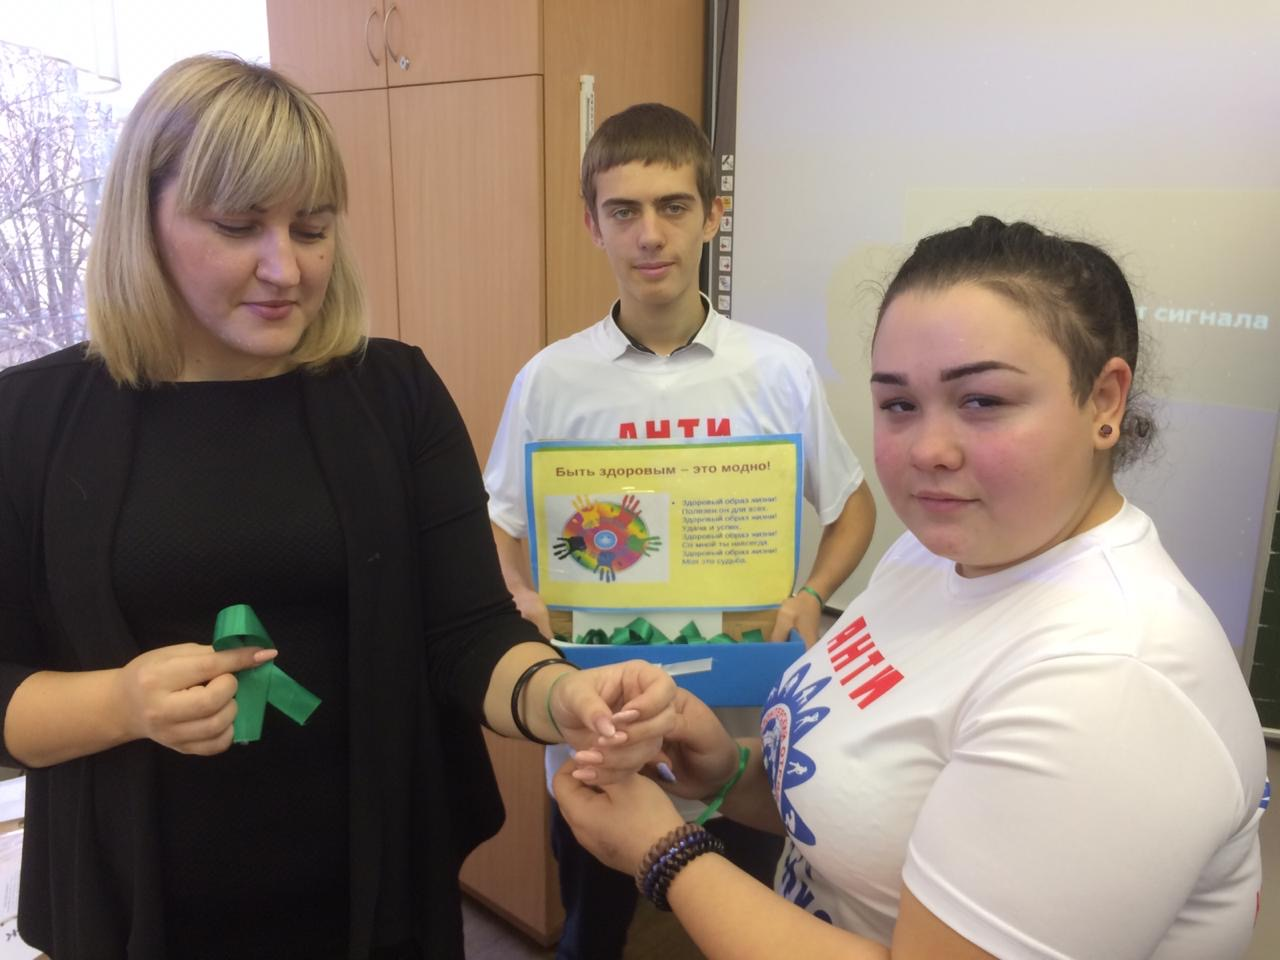 т сигнала
АНТИ
Быть здоровым – это модно!
Здоровый образ жизни!
Полезен он для всех.
Здоровый образ жизни!
Удача и успех.
Здоровый образ жизни!
Со мной ты навсегда.
Здоровый образ жизни!
Моя это судьба.
АНТИ